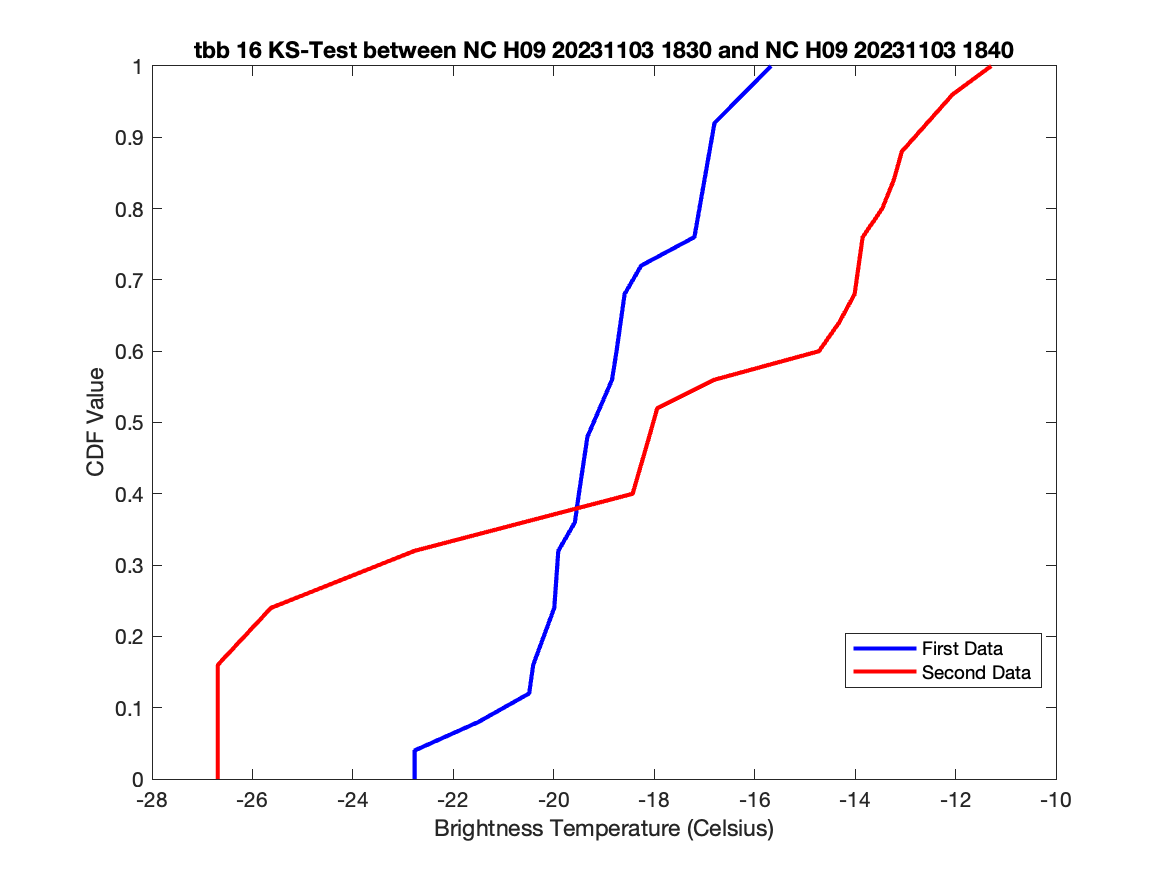 tbb 16 KS-Test between NC H09 20231103 1830 and NC H09 20231103 1840
1
0.9
0.8
0.7
0.6
0.5
0.4
0.3
0.2
0.1
0
CDF Value
First Data
Second Data
-28 -26 -24 -22 -20 -18 -16 -14 -12 -10
Brightness Temperature (Celsius)